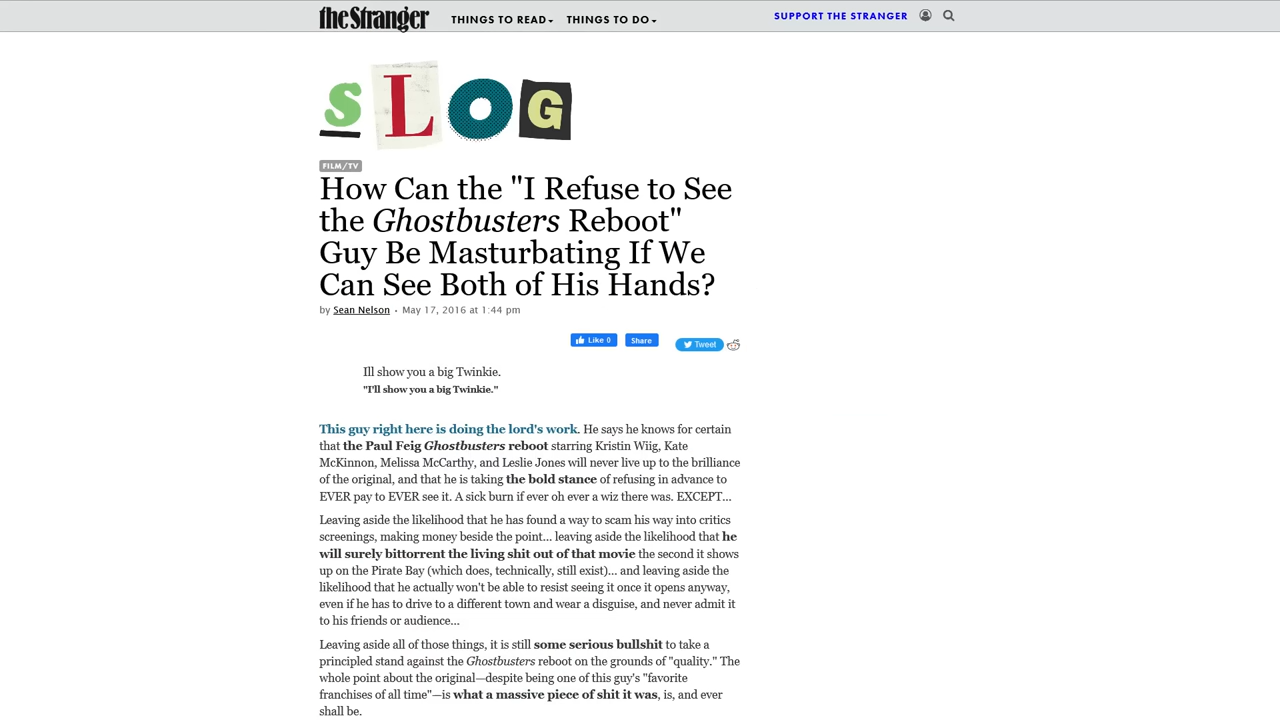 the Stranger THINGS TO READ THINGS TO DO SUPPORT THE STRANGER
SLOG
FILM/TV
How Can the "I Refuse to See
the Ghostbusters Reboot"
Guy Be Masturbating If We
Can See Both of His Hands?
by Sean Nelson • May 17, 2016 at 1:44 pm
Like 0 Share Tweet
Ill show you a big Twinkie.
"I'll show you a big Twinkie."
This guy right here is doing the lord's work. He says he knows for certain
that the Paul Feig Ghostbusters reboot starring Kristin Wiig, Kate
McKinnon, Melissa McCarthy, and Leslie Jones will never live up to the brilliance
of the original, and that he is taking the bold stance of refusing in advance to
EVER pay to EVER see it. A sick burn if ever oh ever a wiz there was. EXCEPT...
Leaving aside the likelihood that he has found a way to scam his way into critics
screenings, making money beside the point... leaving aside the likelihood that he
will surely bittorrent the living shit out of that movie the second it shows
up on the Pirate Bay (which does, technically, still exist)... and leaving aside the
likelihood that he actually won't be able to resist seeing it once it opens anyway,
even if he has to drive to a different town and wear a disguise, and never admit it
to his friends or audience...
Leaving aside all of those things, it is still some serious bullshit to take a
principled stand against the Ghostbusters reboot on the grounds of "quality." The
whole point about the original—despite being one of this guy's "favorite
franchises of all time"—is what a massive piece of shit it was, is, and ever
shall be.